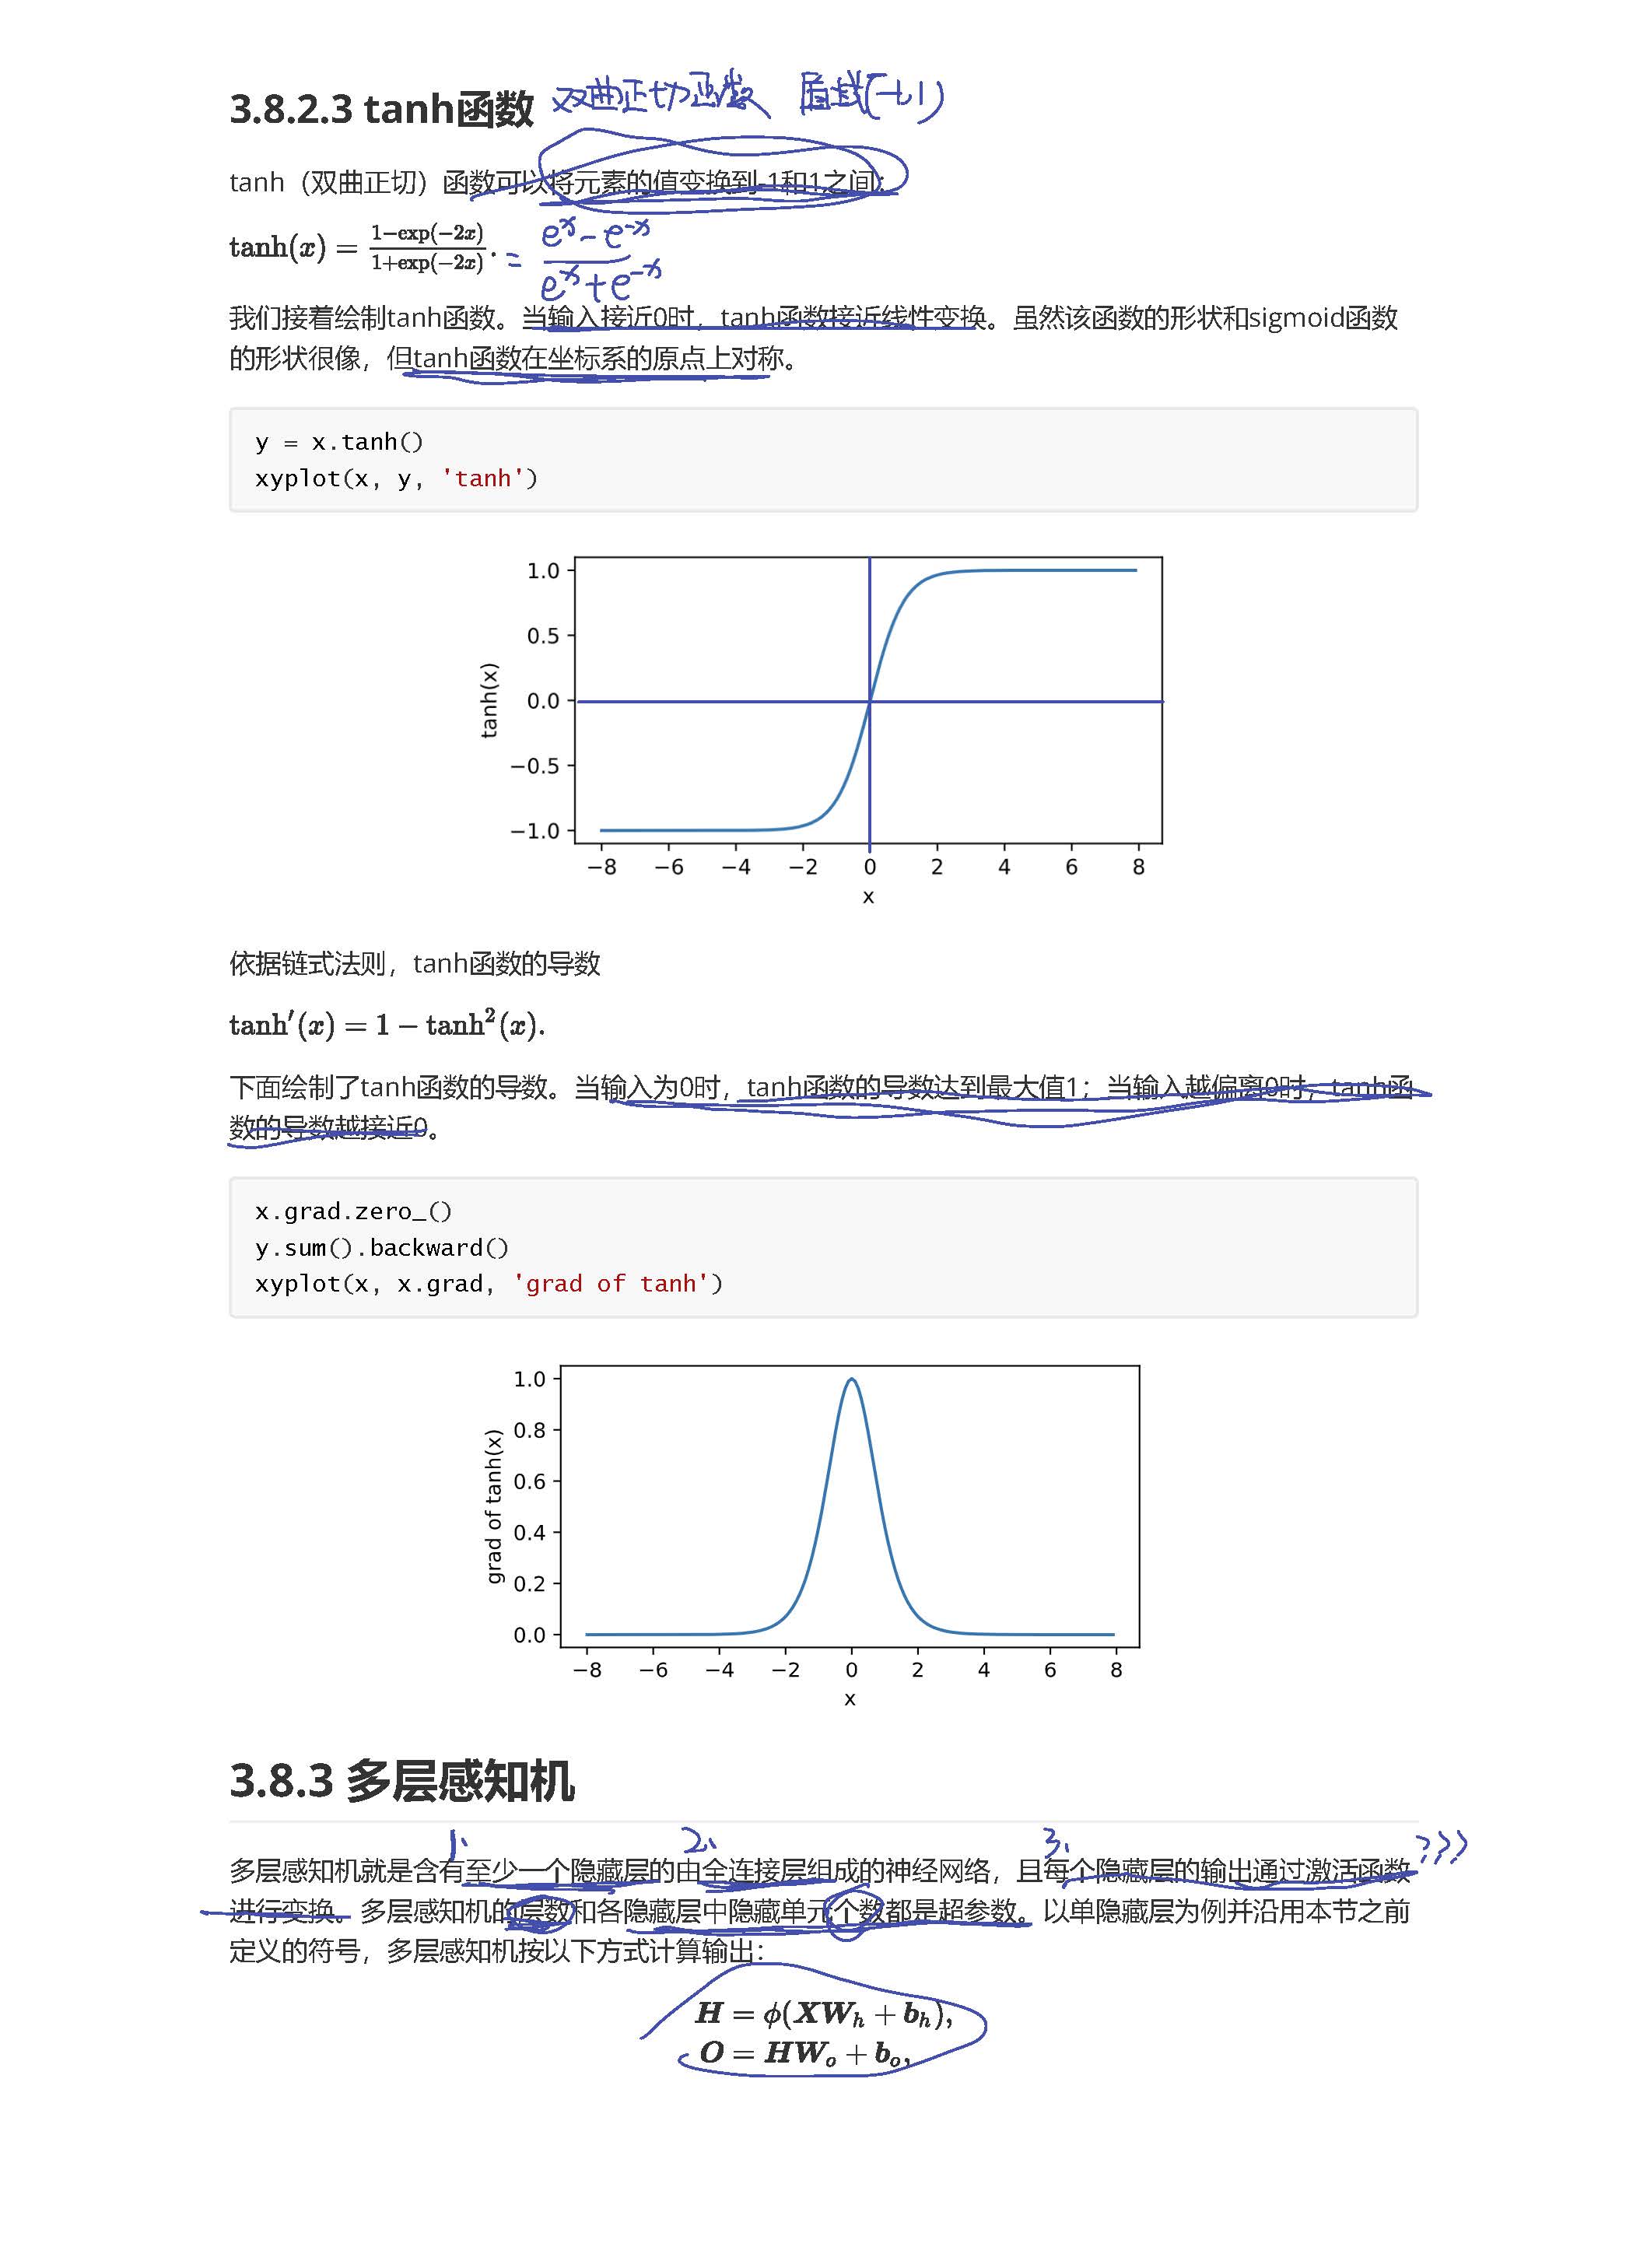 3.8.2.3 tanh函数 双曲正切函数 值域(-1,1)
tanh（双曲正切）函数可以将元素的值变换到-1和1之间：
tanh(x) = \frac{1−exp(−2x)}{1+exp(−2x)}. = \frac{e^x - e^{-x}}{e^x + e^{-x}}
我们接着绘制tanh函数。当输入接近0时，tanh函数接近线性变换。虽然该函数的形状和sigmoid函数
的形状很像，但tanh函数在坐标系的原点上对称。
y = x.tanh()
xyplot(x, y, 'tanh')
1.0
0.5
0.0
−0.5
−1.0
tanh(x)
−8 −6 −4 −2 0 2 4 6 8
x
依据链式法则，tanh函数的导数
tanh′(x) = 1 − tanh²(x).
下面绘制了tanh函数的导数。当输入为0时，tanh函数的导数达到最大值1；当输入越偏离0时，tanh函
数的导数越接近0。
x.grad.zero_()
y.sum().backward()
xyplot(x, x.grad, 'grad of tanh')
1.0
0.8
0.6
0.4
0.2
0.0
grad of tanh(x)
−8 −6 −4 −2 0 2 4 6 8
x
3.8.3 多层感知机
1、 2、 3、 ???
多层感知机就是含有至少一个隐藏层的由全连接层组成的神经网络，且每个隐藏层的输出通过激活函数
进行变换。多层感知机的层数和各隐藏层中隐藏单元个数都是超参数。以单隐藏层为例并沿用本节之前
定义的符号，多层感知机按以下方式计算输出：
H = ϕ(XW_h + b_h),
O = HW_o + b_o,